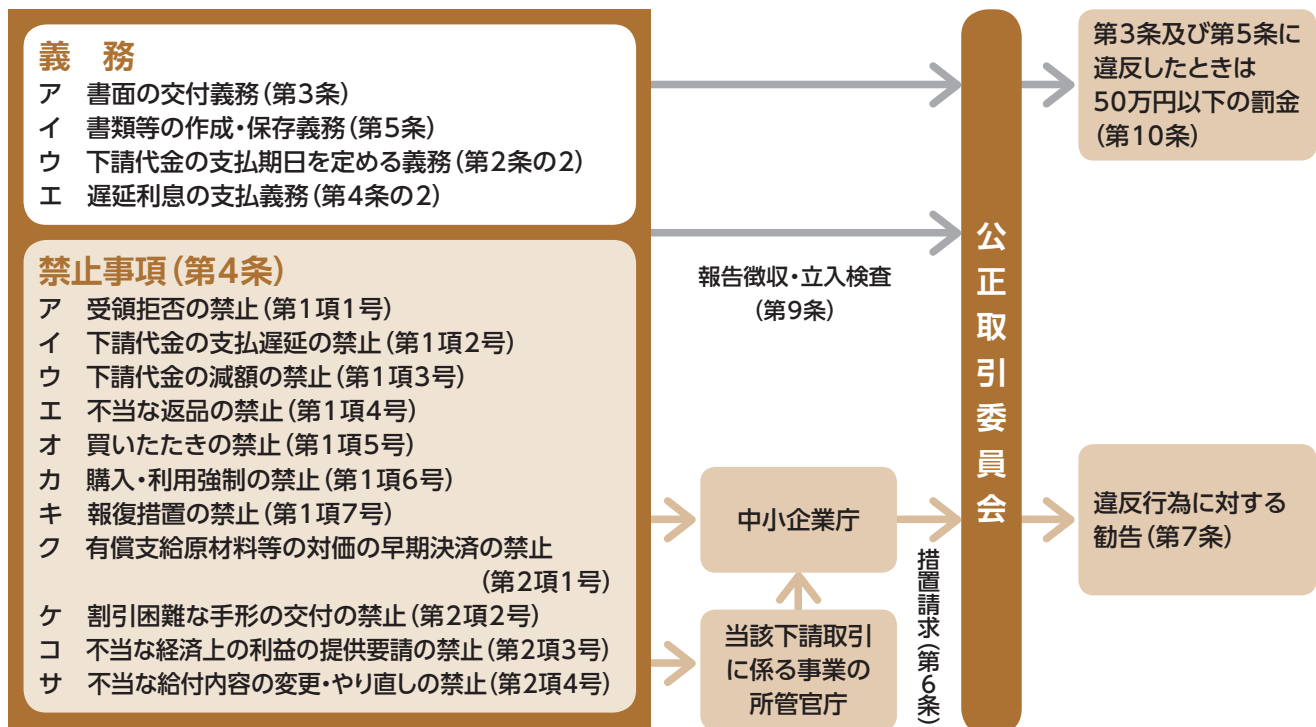 義　務
ア　書面の交付義務(第3条)
イ　書類等の作成・保存義務(第5条)
ウ　下請代金の支払期日を定める義務(第2条の2)
エ　遅延利息の支払義務(第4条の2)
禁止事項(第4条)
ア　受領拒否の禁止(第1項1号)
イ　下請代金の支払遅延の禁止(第1項2号)
ウ　下請代金の減額の禁止(第1項3号)
エ　不当な返品の禁止(第1項4号)
オ　買いたたきの禁止(第1項5号)
カ　購入・利用強制の禁止(第1項6号)
キ　報復措置の禁止(第1項7号)
ク　有償支給原材料等の対価の早期決済の禁止
(第2項1号)
ケ　割引困難な手形の交付の禁止(第2項2号)
コ　不当な経済上の利益の提供要請の禁止(第2項3号)
サ　不当な給付内容の変更・やり直しの禁止(第2項4号)
報告徴収・立入検査
(第9条)
中小企業庁
当該下請取引
に係る事業の
所管官庁
措置請求(第6条)
公正取引委員会
第3条及び第5条に
違反したときは
50万円以下の罰金
(第10条)
違反行為に対する
勧告(第7条)